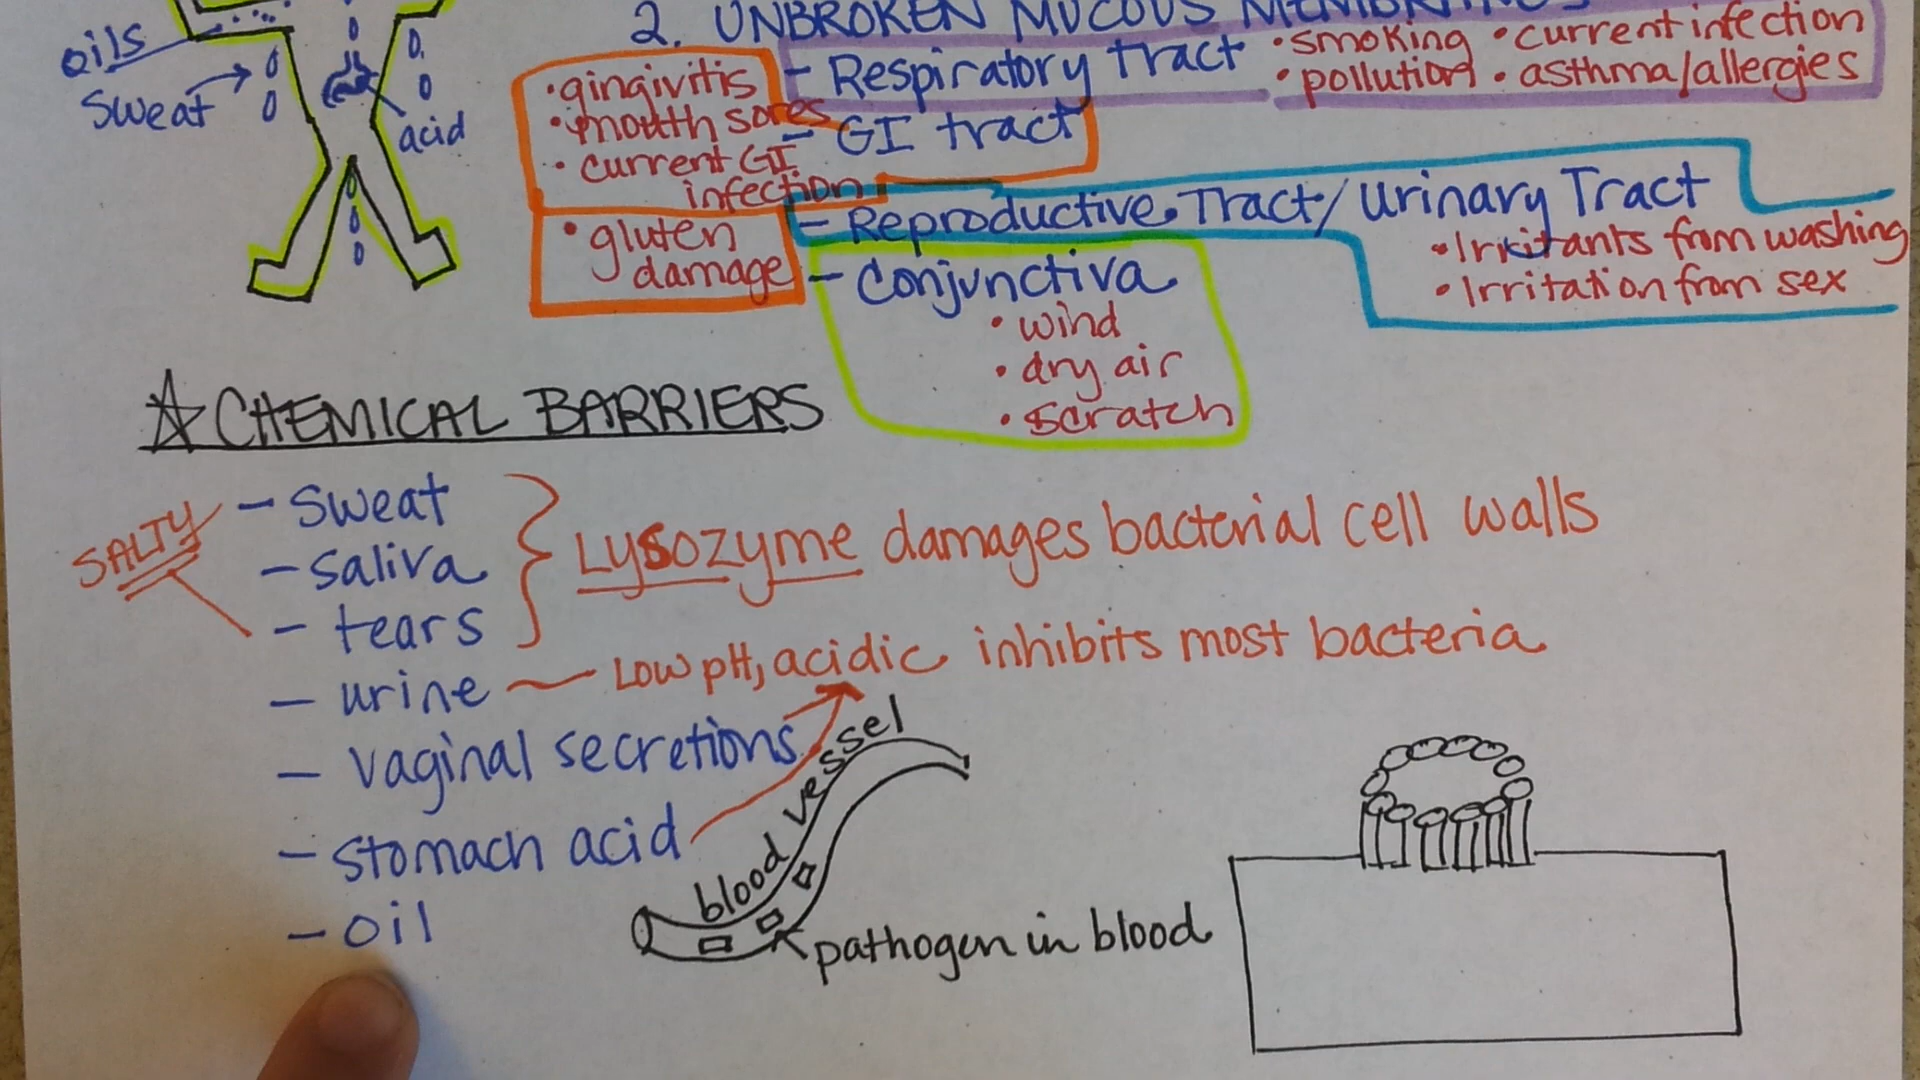 oils
sweat
acid
2. UNBROKEN MUCOUS MEMBRANES
- Respiratory tract
• smoking • current infection
• pollution • asthma/allergies
• gingivitis
• mouth sores
• current GI
infection
- GI tract
• gluten
damage
- Reproductive Tract/Urinary Tract
• Irritants from washing
• Irritation from sex
- Conjunctiva
• wind
• dry air
• scratch
☆ CHEMICAL BARRIERS
SALTY
- sweat
- saliva
- tears
Lysozyme damages bacterial cell walls
- urine — Low pH, acidic inhibits most bacteria
- vaginal secretions
- stomach acid
- oil
blood vessel
pathogen in blood